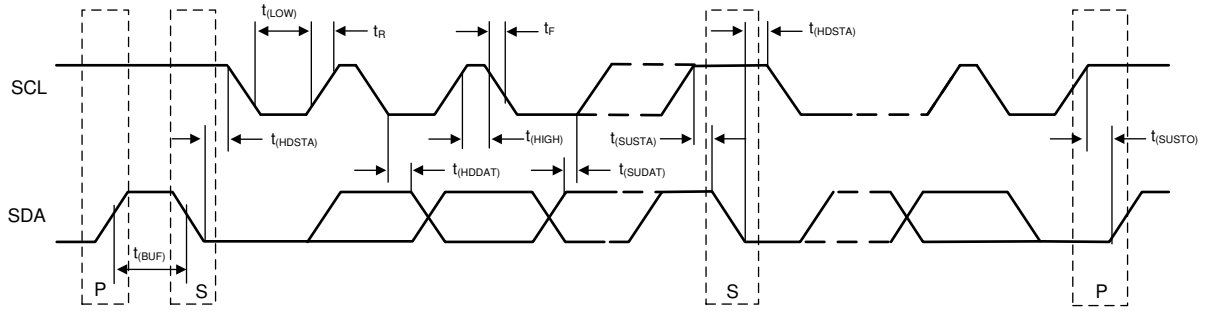 t(LOW)
tR
tF
t(HDSTA)
SCL
t(HDSTA)
t(HIGH)
t(SUSTA)
t(SUSTO)
t(HDDAT)
t(SUDAT)
SDA
t(BUF)
P
S
S
P